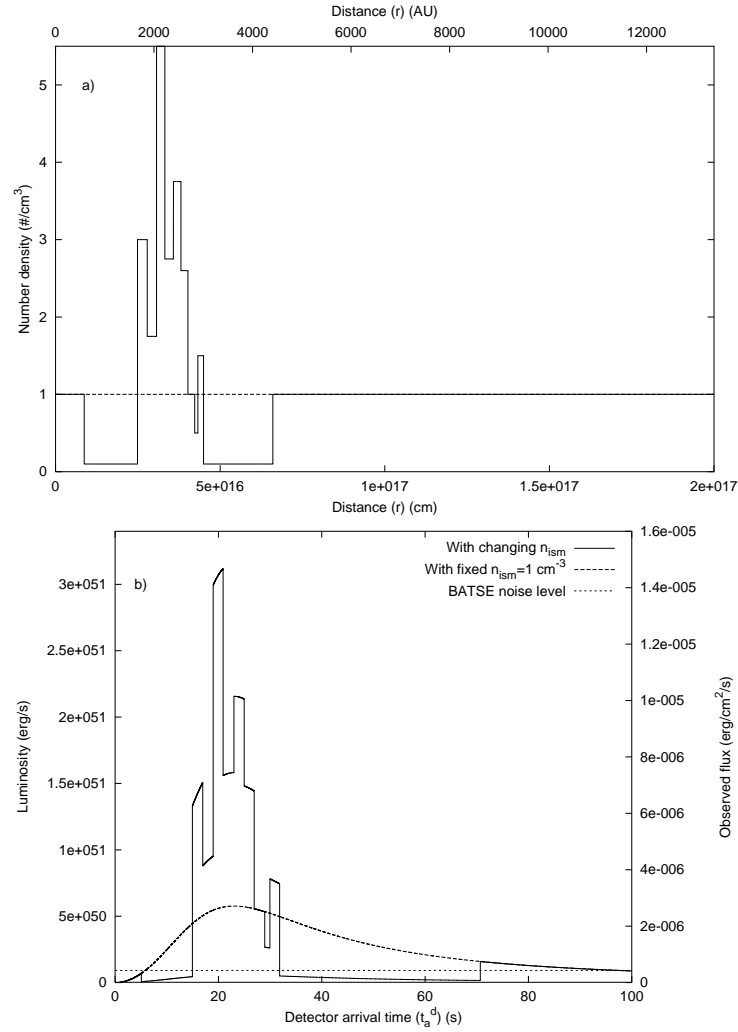 Distance (r) (AU)
0 2000 4000 6000 8000 10000 12000
a)
Number density (#/cm³)
5
4
3
2
1
0
0 5e+016 1e+017 1.5e+017 2e+017
Distance (r) (cm)
b)
With changing n_ism
With fixed n_ism=1 cm⁻³
BATSE noise level
Luminosity (erg/s)
3e+051
2.5e+051
2e+051
1.5e+051
1e+051
5e+050
0
Observed flux (erg/cm²/s)
1.6e-005
1.4e-005
1.2e-005
1e-005
8e-006
6e-006
4e-006
2e-006
0
0 20 40 60 80 100
Detector arrival time (t_a^d) (s)